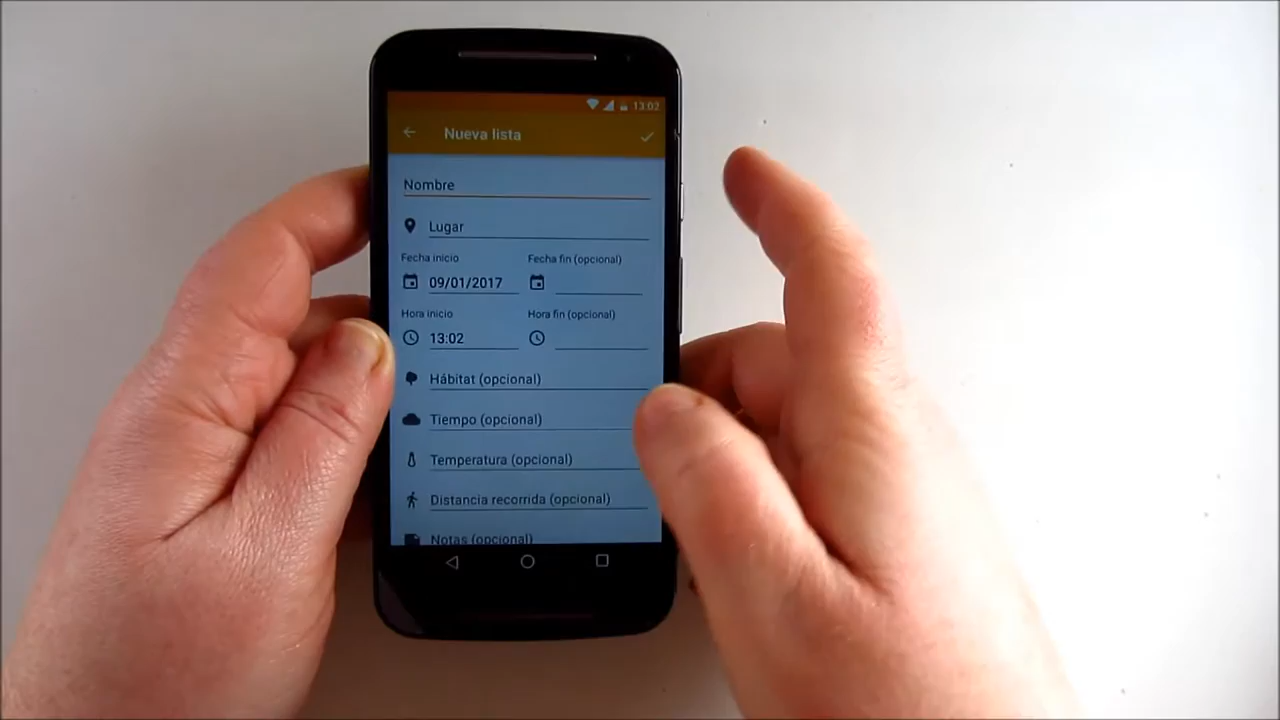 13:02
Nueva lista
Nombre
Lugar
Fecha inicio Fecha fin (opcional)
09/01/2017
Hora inicio Hora fin (opcional)
13:02
Hábitat (opcional)
Tiempo (opcional)
Temperatura (opcional)
Distancia recorrida (opcional)
Notas (opcional)